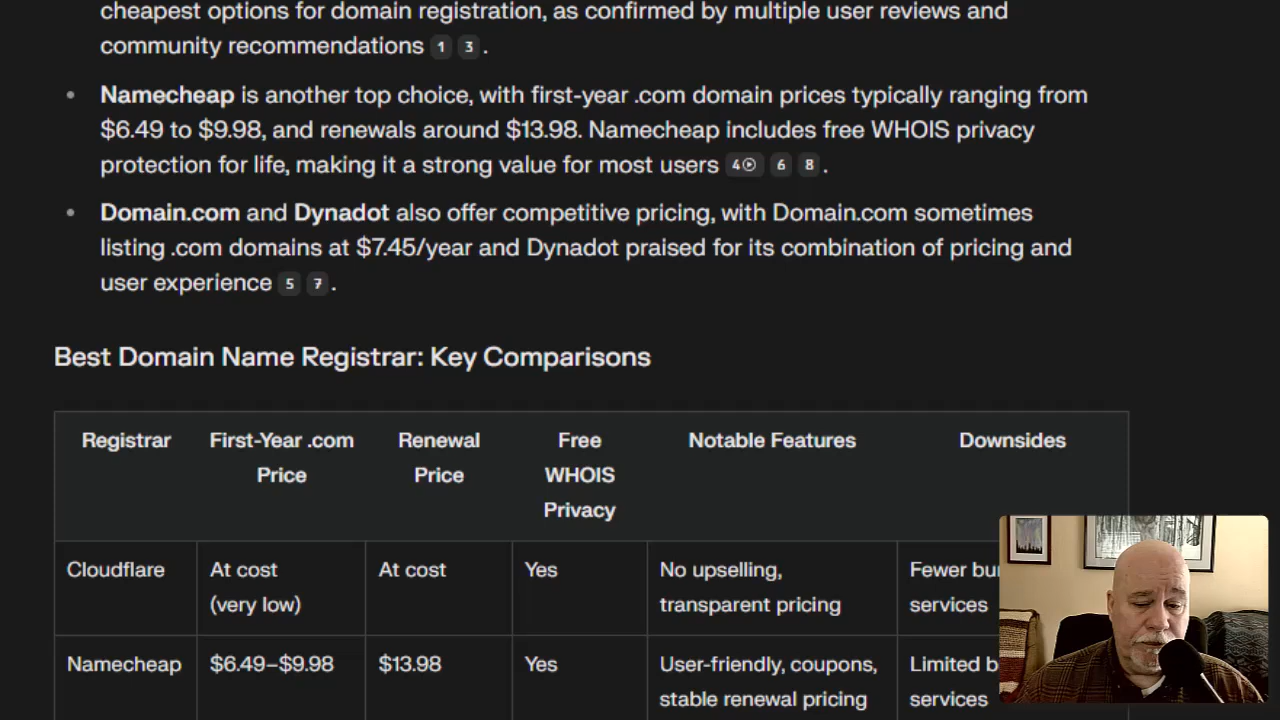 cheapest options for domain registration, as confirmed by multiple user reviews and
community recommendations 1 3 .
• Namecheap is another top choice, with first-year .com domain prices typically ranging from
$6.49 to $9.98, and renewals around $13.98. Namecheap includes free WHOIS privacy
protection for life, making it a strong value for most users 4 6 8 .
• Domain.com and Dynadot also offer competitive pricing, with Domain.com sometimes
listing .com domains at $7.45/year and Dynadot praised for its combination of pricing and
user experience 5 7 .
Best Domain Name Registrar: Key Comparisons
Registrar
First-Year .com
Price
Renewal
Price
Free
WHOIS
Privacy
Notable Features
Downsides
Cloudflare
At cost
(very low)
At cost
Yes
No upselling,
transparent pricing
Fewer
services
Namecheap
$6.49–$9.98
$13.98
Yes
User-friendly, coupons,
stable renewal pricing
Limited
services